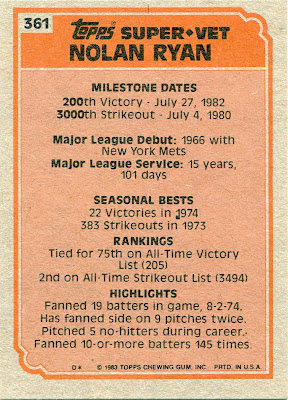 361
topps SUPER•VET
NOLAN RYAN
MILESTONE DATES
200th Victory - July 27, 1982
3000th Strikeout - July 4, 1980
Major League Debut: 1966 with
New York Mets
Major League Service: 15 years,
101 days
SEASONAL BESTS
22 Victories in 1974
383 Strikeouts in 1973
RANKINGS
Tied for 75th on All-Time Victory
List (205)
2nd on All-Time Strikeout List (3494)
HIGHLIGHTS
Fanned 19 batters in game, 8-2-74.
Has fanned side on 9 pitches twice.
Pitched 5 no-hitters during career.
Fanned 10-or-more batters 145 times.
D* © 1983 TOPPS CHEWING GUM, INC. PRTD. IN U.S.A.